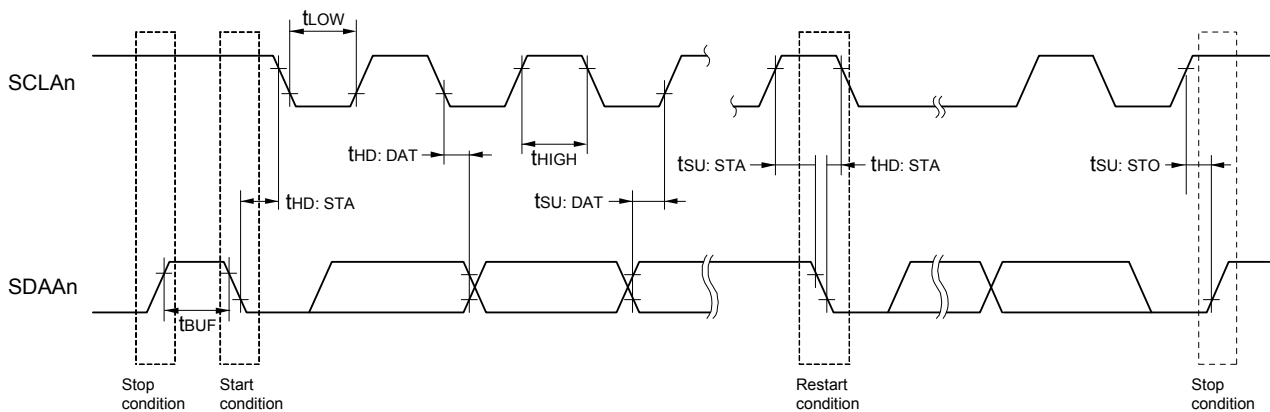 tLOW
SCLAn
tHD: DAT
tHIGH
tSU: STA
tHD: STA
tSU: STO
tHD: STA
tSU: DAT
SDAAn
tBUF
Stop
condition
Start
condition
Restart
condition
Stop
condition